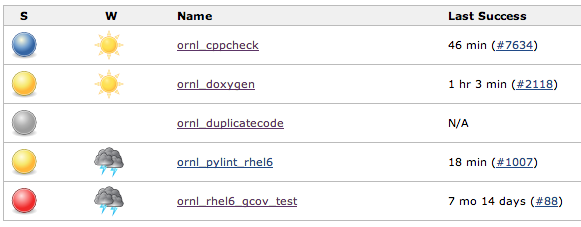 S W Name Last Success
ornl_cppcheck 46 min (#7634)
ornl_doxygen 1 hr 3 min (#2118)
ornl_duplicatecode N/A
ornl_pylint_rhel6 18 min (#1007)
ornl_rhel6_gcov_test 7 mo 14 days (#88)